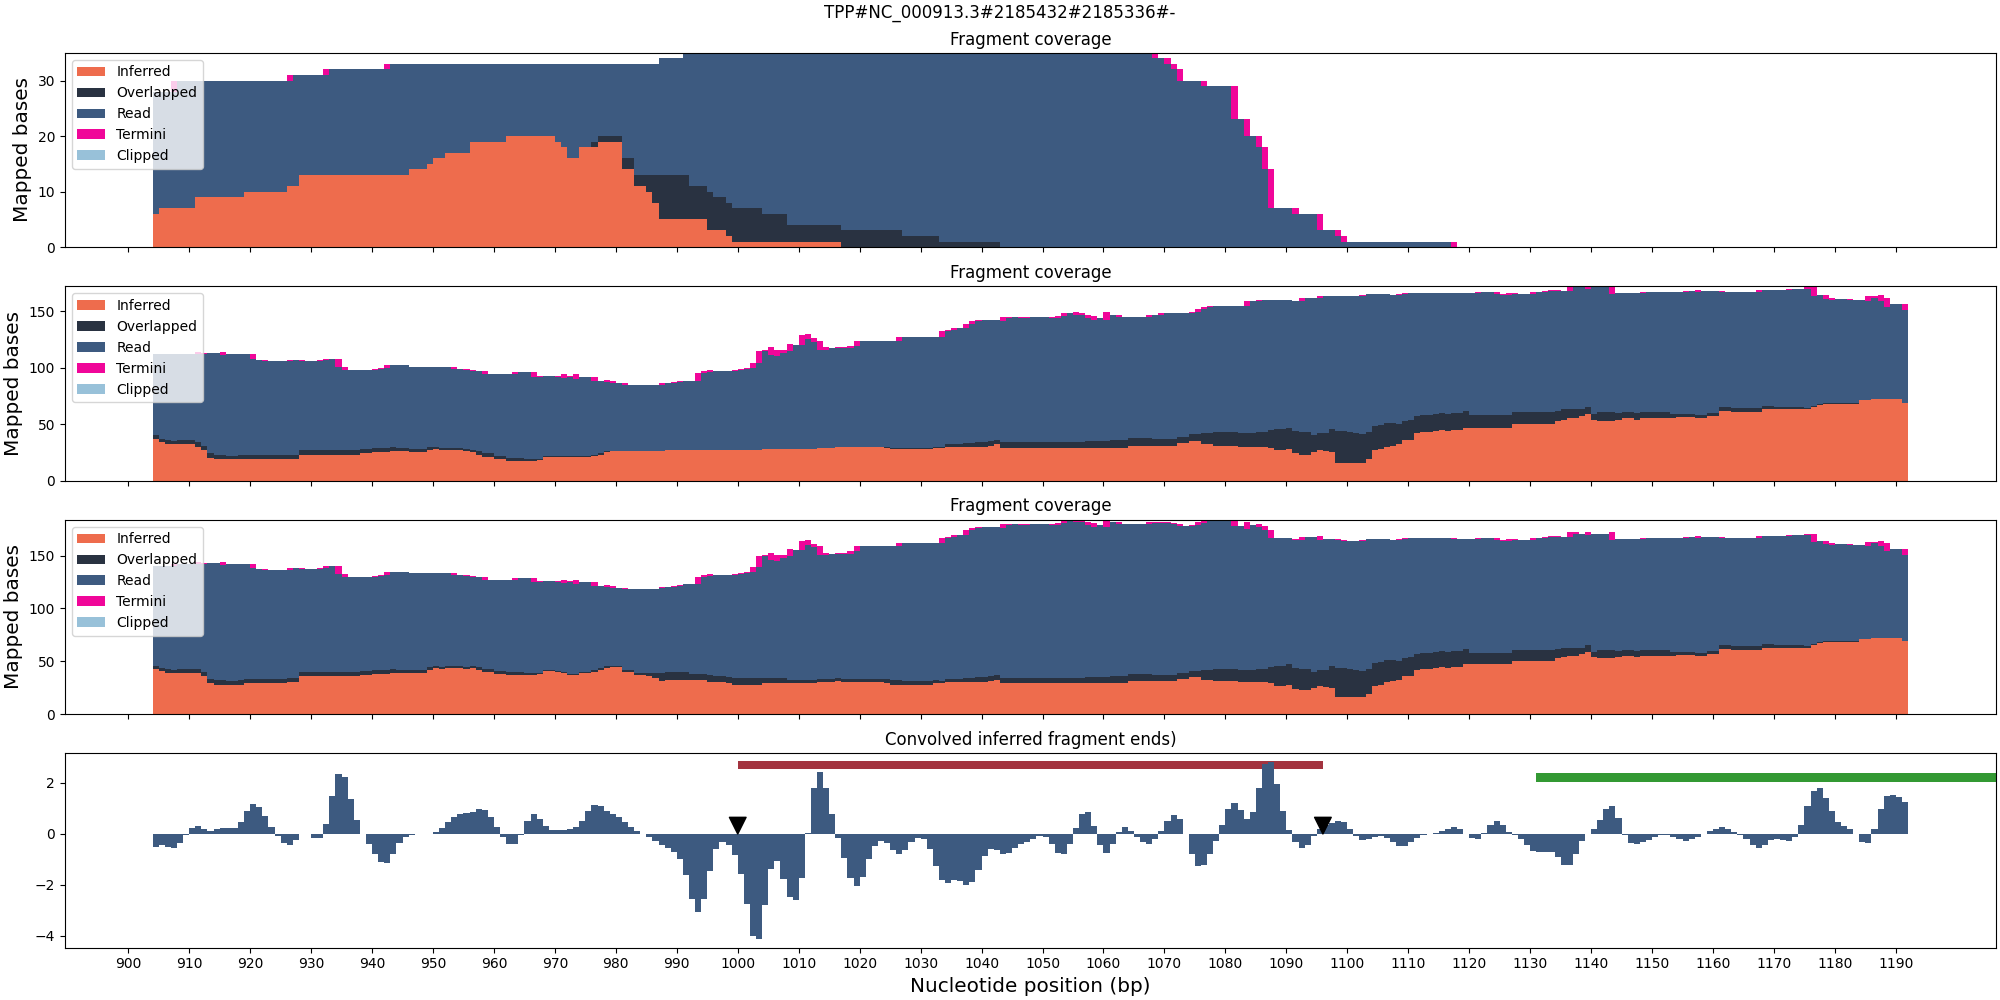 TPP#NC_000913.3#2185432#2185336#-
Fragment coverage
Mapped bases
30
20
10
0
Inferred
Overlapped
Read
Termini
Clipped
Fragment coverage
Mapped bases
150
100
50
0
Inferred
Overlapped
Read
Termini
Clipped
Fragment coverage
Mapped bases
150
100
50
0
Inferred
Overlapped
Read
Termini
Clipped
Convolved inferred fragment ends)
2
0
−2
−4
900 910 920 930 940 950 960 970 980 990 1000 1010 1020 1030 1040 1050 1060 1070 1080 1090 1100 1110 1120 1130 1140 1150 1160 1170 1180 1190
Nucleotide position (bp)